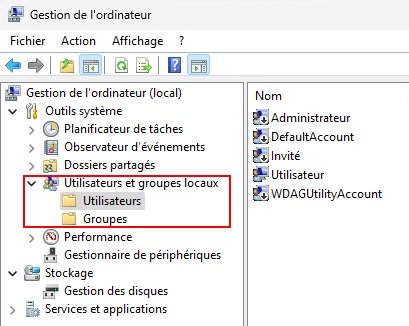 Gestion de l'ordinateur
Fichier Action Affichage ?
Gestion de l'ordinateur (local)
Outils système
Planificateur de tâches
Observateur d'événements
Dossiers partagés
Utilisateurs et groupes locaux
Utilisateurs
Groupes
Performance
Gestionnaire de périphériques
Stockage
Gestion des disques
Services et applications
Nom
Administrateur
DefaultAccount
Invité
Utilisateur
WDAGUtilityAccount